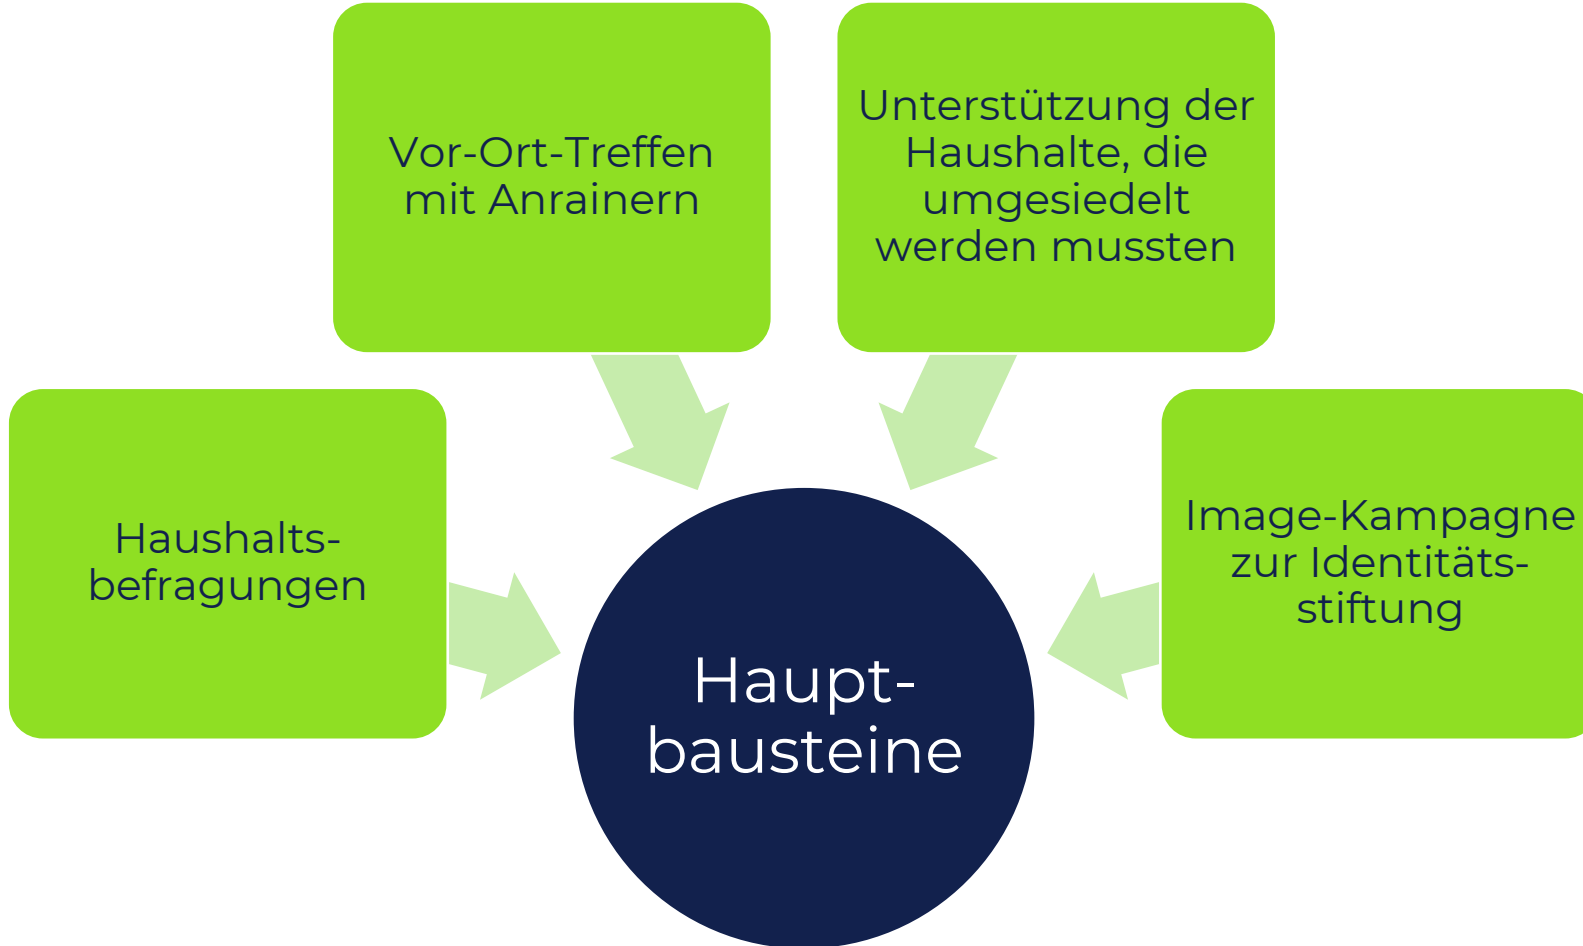 Vor-Ort-Treffen
mit Anrainern
Unterstützung der
Haushalte, die
umgesiedelt
werden mussten
Haushalts-
befragungen
Image-Kampagne
zur Identitäts-
stiftung
Haupt-
bausteine